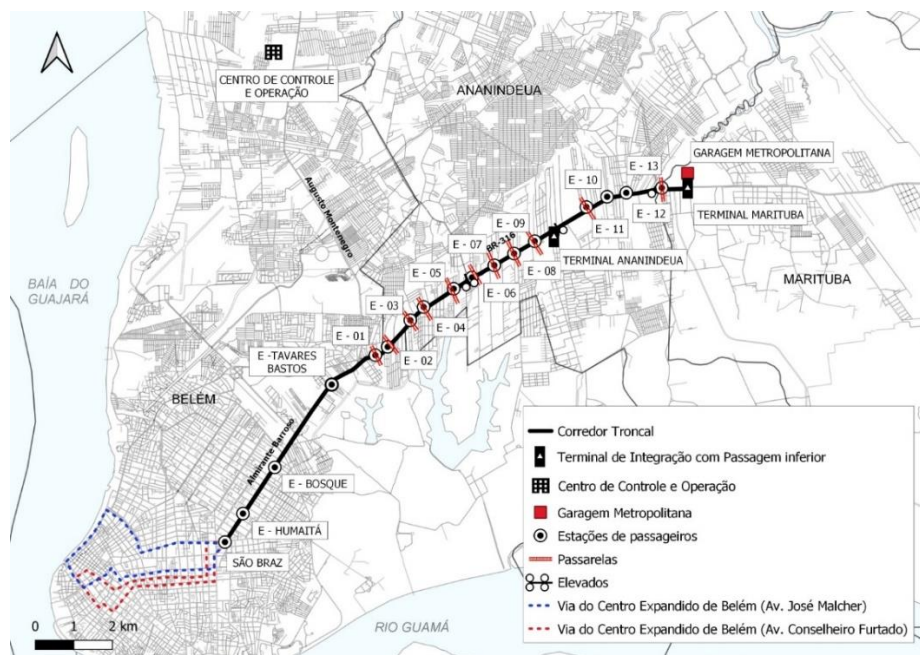 CENTRO DE CONTROLE
E OPERAÇÃO
ANANINDEUA
GARAGEM METROPOLITANA
E - 13
E - 10
Augusto Montenegro
E - 12
TERMINAL MARITUBA
E - 09
E - 11
BR-316
E - 07
E - 08
TERMINAL ANANINDEUA
MARITUBA
BAÍA DO
GUAJARÁ
E - 05
E - 06
E - 03
E - 04
E - 01
E - 02
E -TAVARES
BASTOS
BELÉM
Almirante Barroso
E - BOSQUE
E - HUMAITÁ
SÃO BRAZ
RIO GUAMÁ
0 1 2 km
Corredor Troncal
Terminal de Integração com Passagem inferior
Centro de Controle e Operação
Garagem Metropolitana
Estações de passageiros
Passarelas
Elevados
Via do Centro Expandido de Belém (Av. José Malcher)
Via do Centro Expandido de Belém (Av. Conselheiro Furtado)